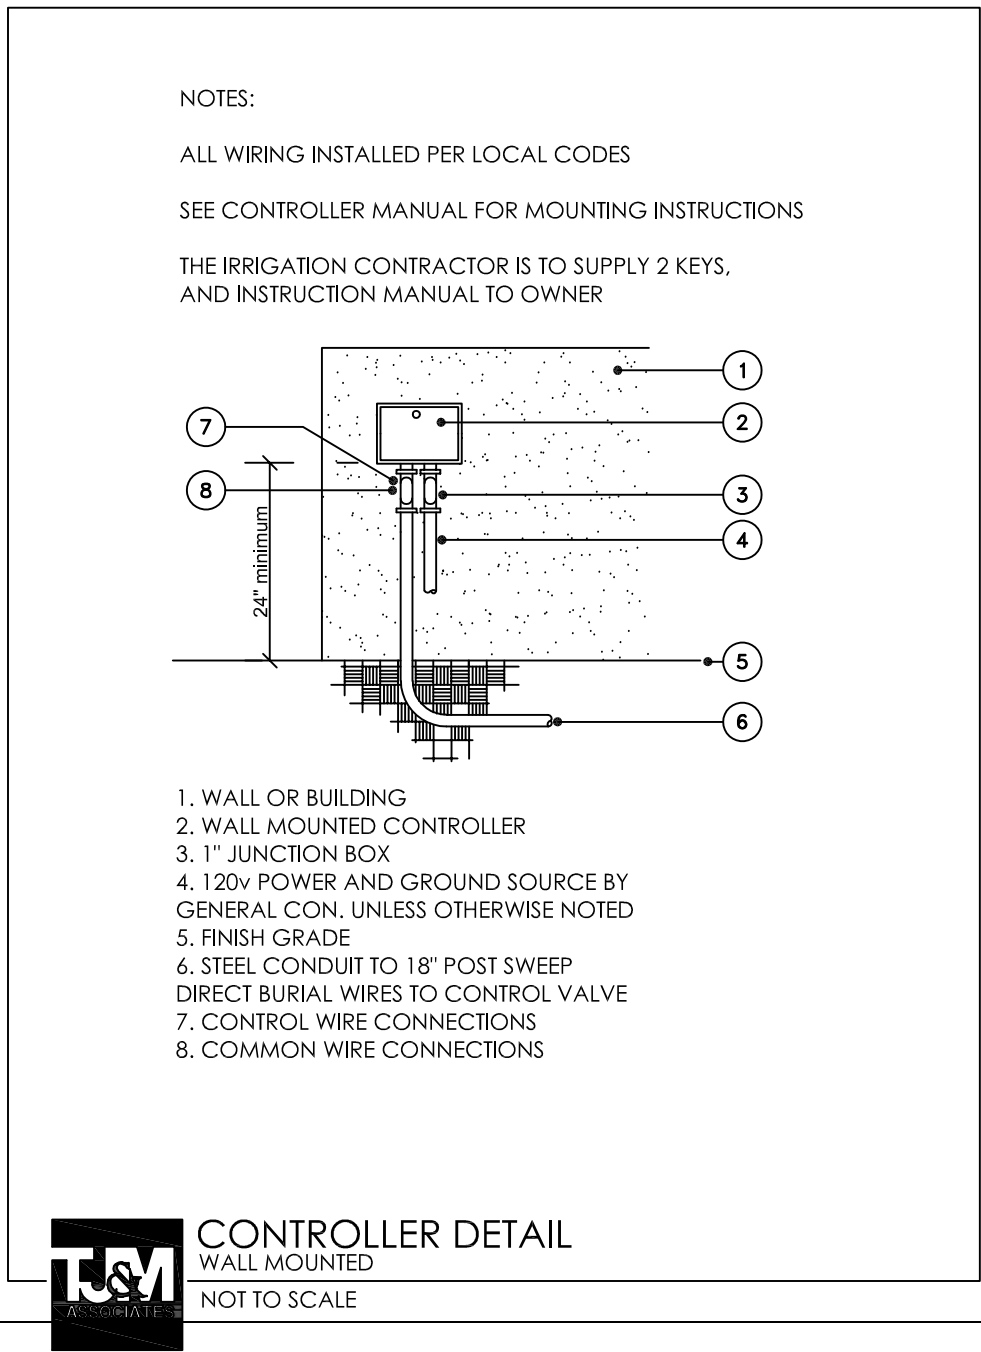 NOTES:
ALL WIRING INSTALLED PER LOCAL CODES
SEE CONTROLLER MANUAL FOR MOUNTING INSTRUCTIONS
THE IRRIGATION CONTRACTOR IS TO SUPPLY 2 KEYS,
AND INSTRUCTION MANUAL TO OWNER
1
2
7
8
3
4
24" minimum
5
6
1. WALL OR BUILDING
2. WALL MOUNTED CONTROLLER
3. 1" JUNCTION BOX
4. 120v POWER AND GROUND SOURCE BY
GENERAL CON. UNLESS OTHERWISE NOTED
5. FINISH GRADE
6. STEEL CONDUIT TO 18" POST SWEEP
DIRECT BURIAL WIRES TO CONTROL VALVE
7. CONTROL WIRE CONNECTIONS
8. COMMON WIRE CONNECTIONS
TJ&M
ASSOCIATES
CONTROLLER DETAIL
WALL MOUNTED
NOT TO SCALE